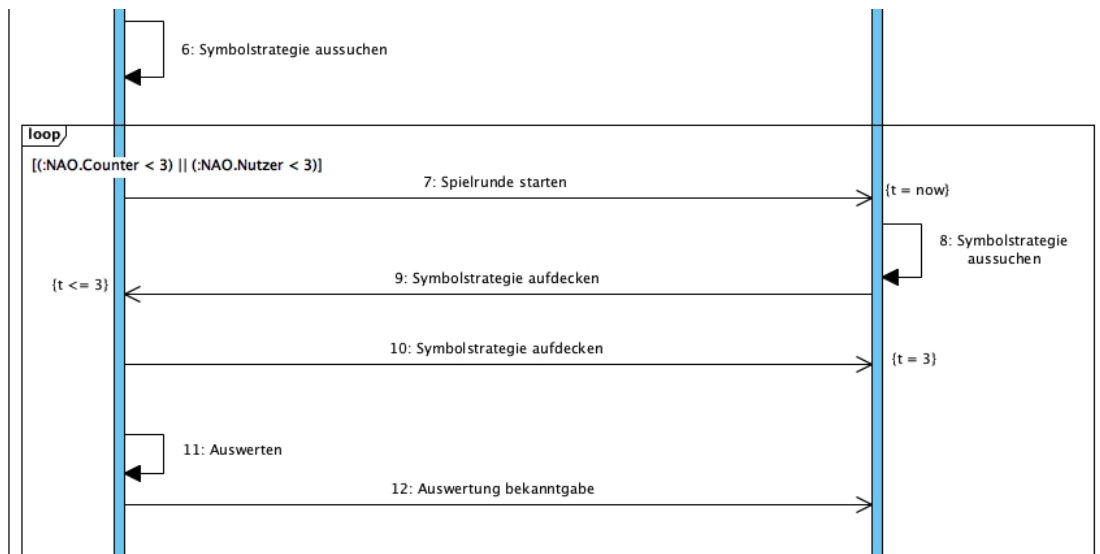 6: Symbolstrategie aussuchen
loop
[(:NAO.Counter < 3) || (:NAO.Nutzer < 3)]
7: Spielrunde starten
{t = now}
8: Symbolstrategie
aussuchen
9: Symbolstrategie aufdecken
{t <= 3}
10: Symbolstrategie aufdecken
{t = 3}
11: Auswerten
12: Auswertung bekanntgabe